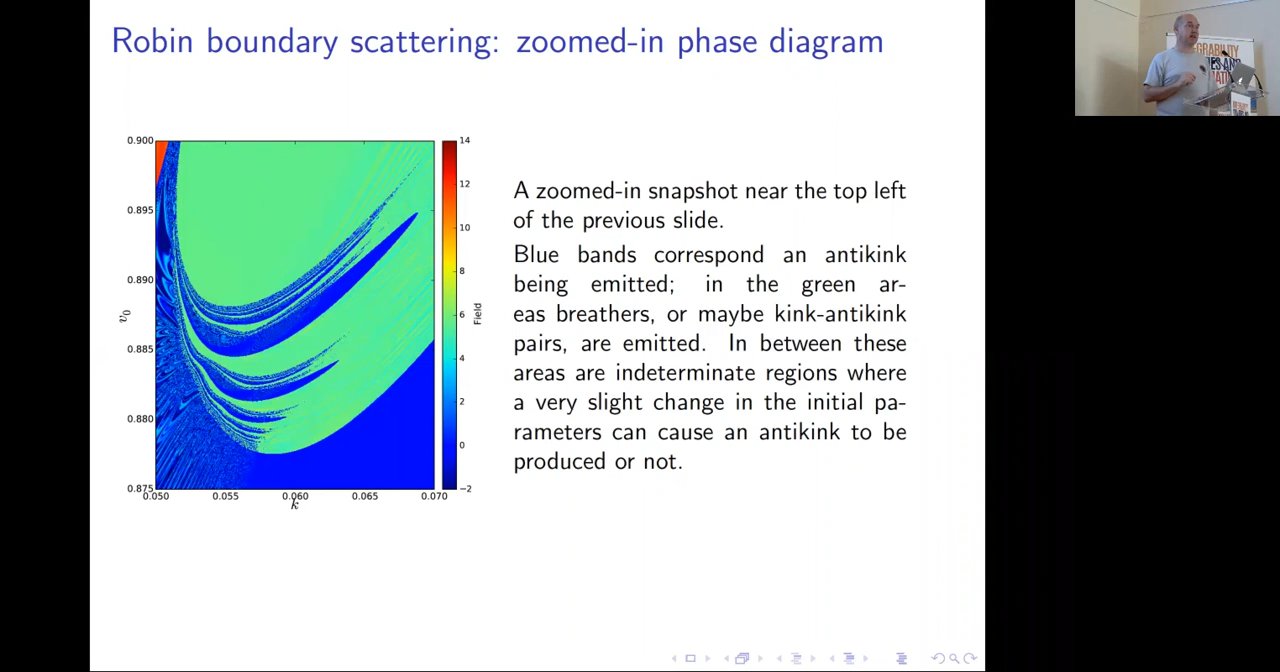 Robin boundary scattering: zoomed-in phase diagram
0.900
0.895
0.890
0.885
0.880
0.875
v0
0.050
0.055
0.060
0.065
0.070
k
14
12
10
8
6
4
2
0
−2
Field
A zoomed-in snapshot near the top left
of the previous slide.
Blue bands correspond an antikink
being emitted; in the green ar-
eas breathers, or maybe kink-antikink
pairs, are emitted. In between these
areas are indeterminate regions where
a very slight change in the initial pa-
rameters can cause an antikink to be
produced or not.